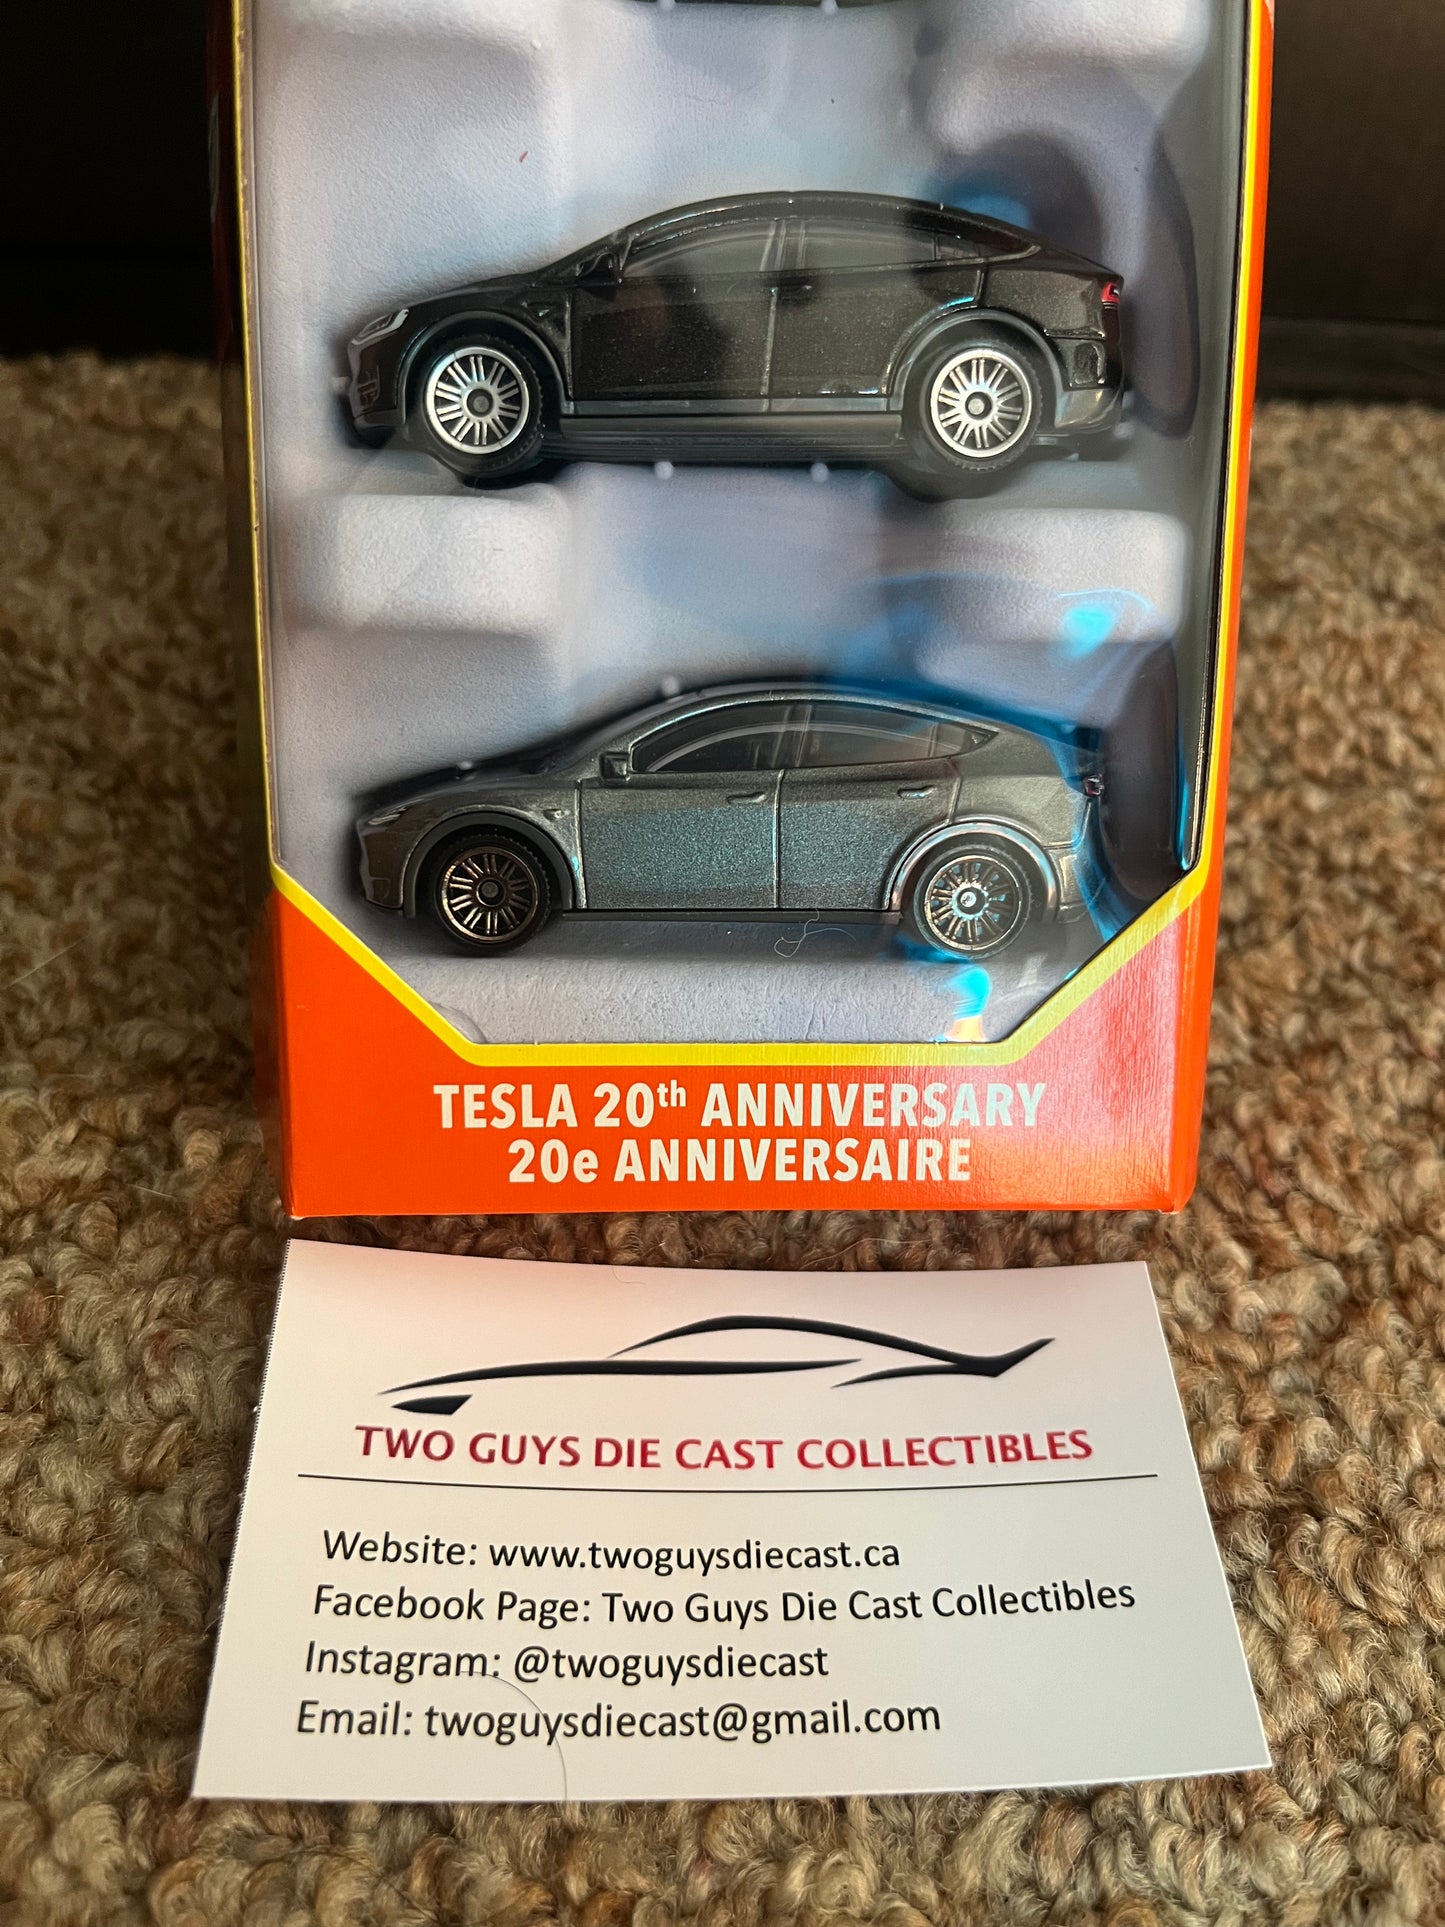 TESLA 20th ANNIVERSARY
20e ANNIVERSAIRE
TWO GUYS DIE CAST COLLECTIBLES
Website: www.twoguysdiecast.ca
Facebook Page: Two Guys Die Cast Collectibles
Instagram: @twoguysdiecast
Email: twoguysdiecast@gmail.com